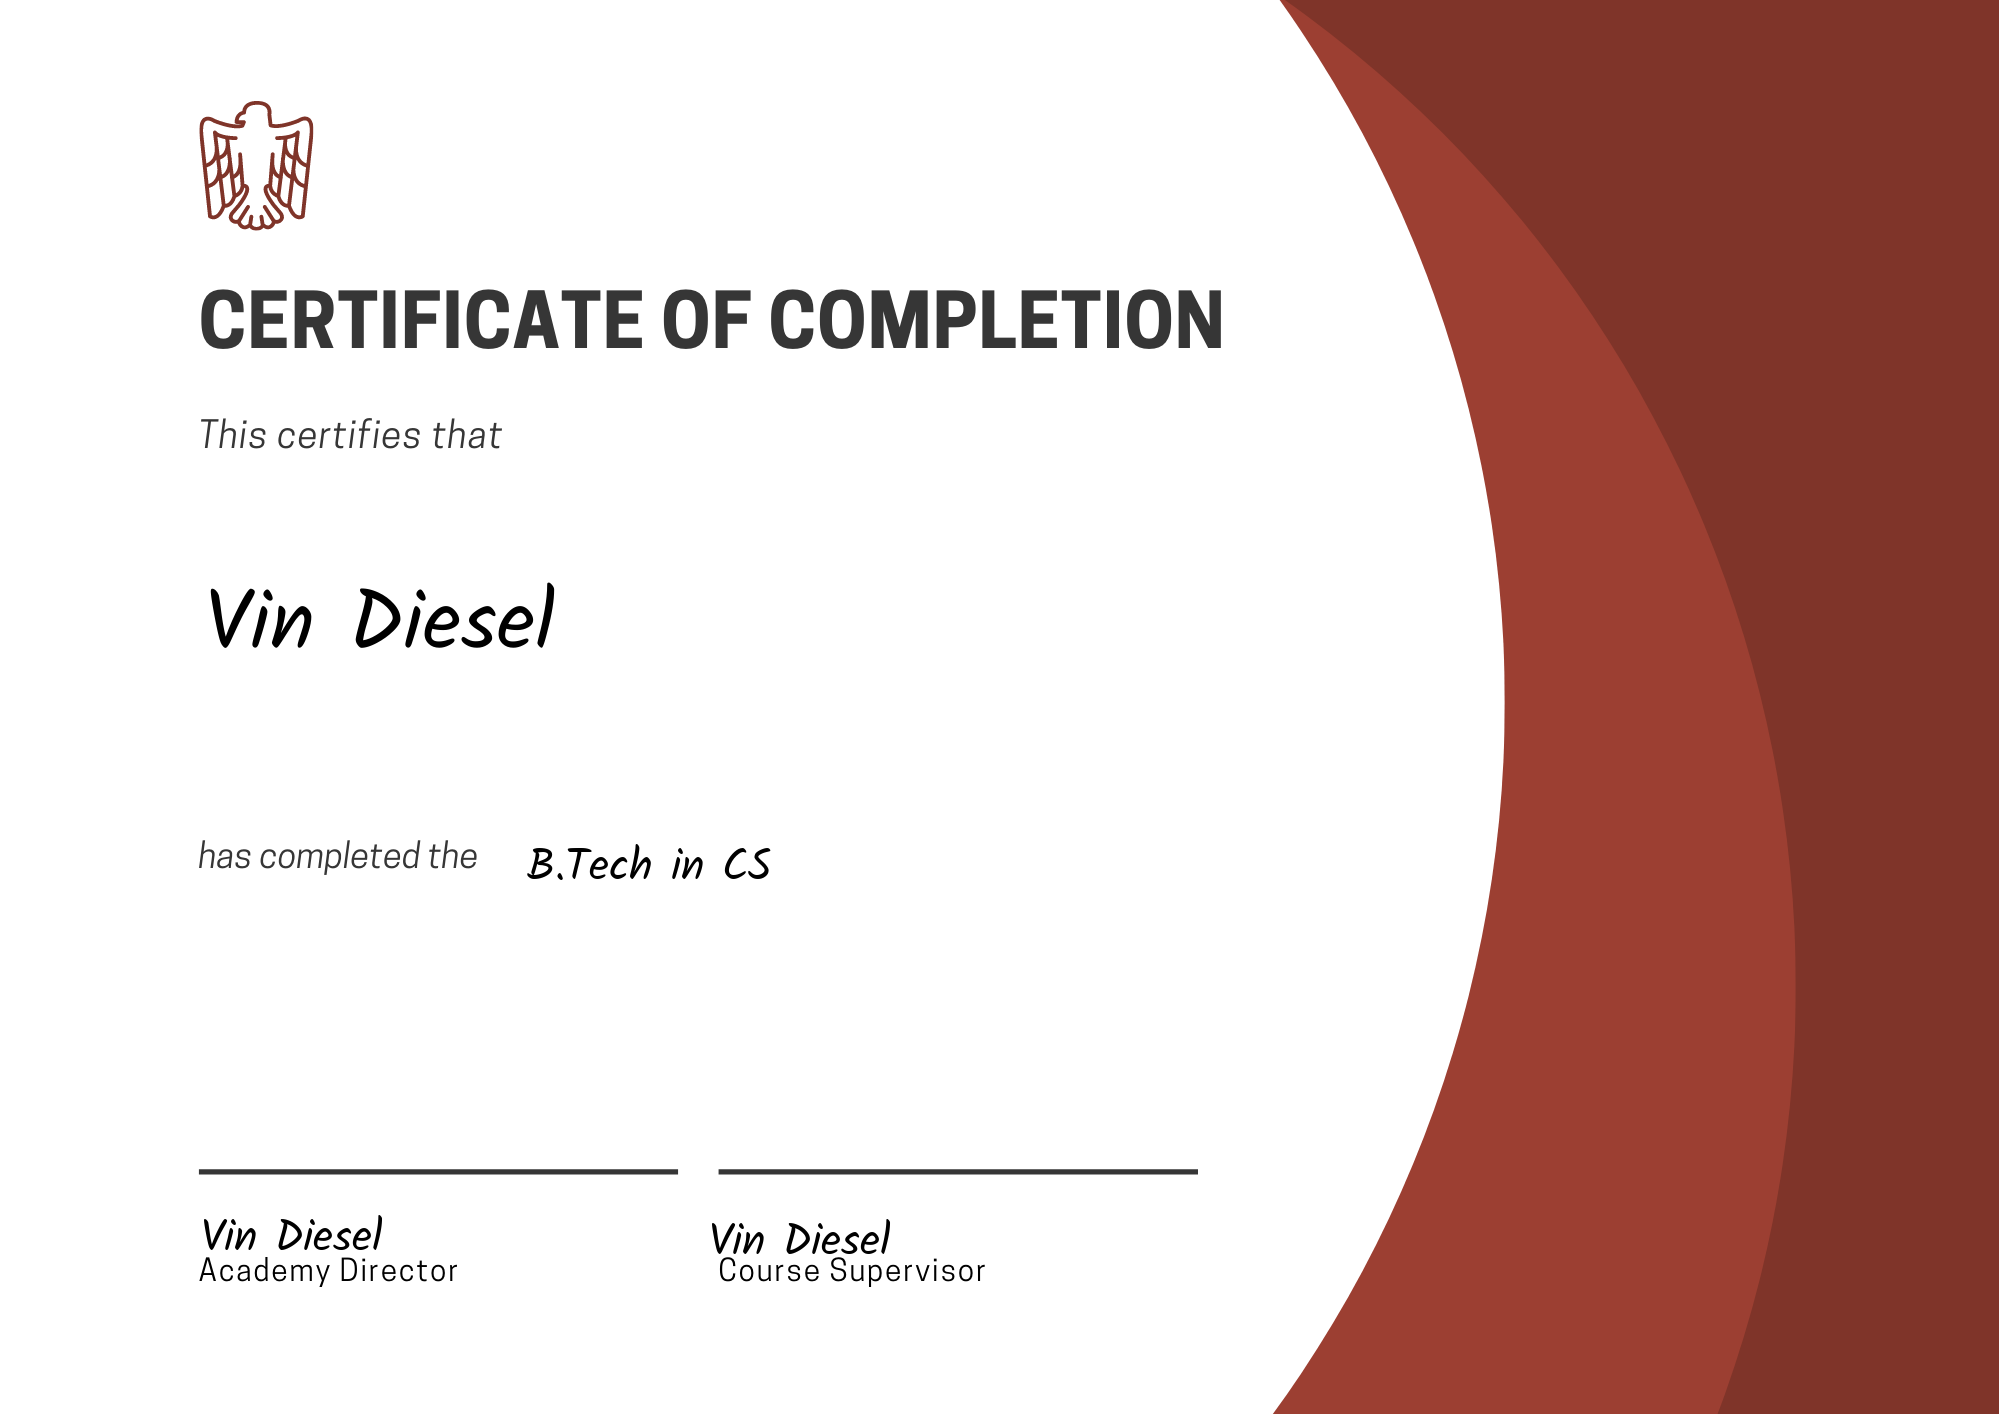 CERTIFICATE OF COMPLETION
This certifies that
Vin Diesel
has completed the B.Tech in CS
Vin Diesel
Academy Director
Vin Diesel
Course Supervisor